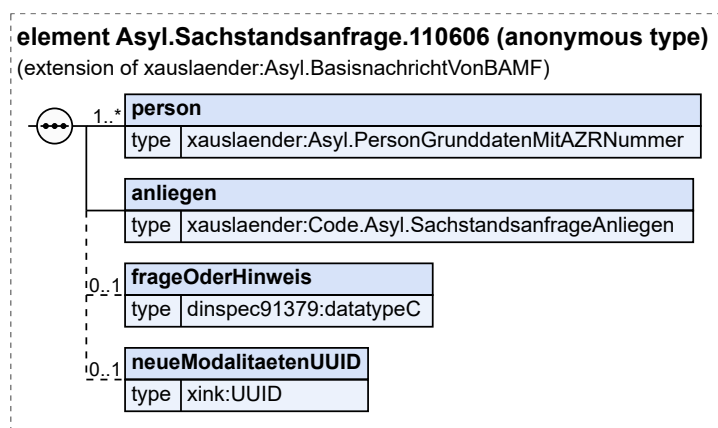 element Asyl.Sachstandsanfrage.110606 (anonymous type)
(extension of xauslaender:Asyl.BasisnachrichtVonBAMF)
1..* person
type xauslaender:Asyl.PersonGrunddatenMitAZRNummer
anliegen
type xauslaender:Code.Asyl.SachstandsanfrageAnliegen
0..1 frageOderHinweis
type dinspec91379:datatypeC
0..1 neueModalitaetenUUID
type xink:UUID